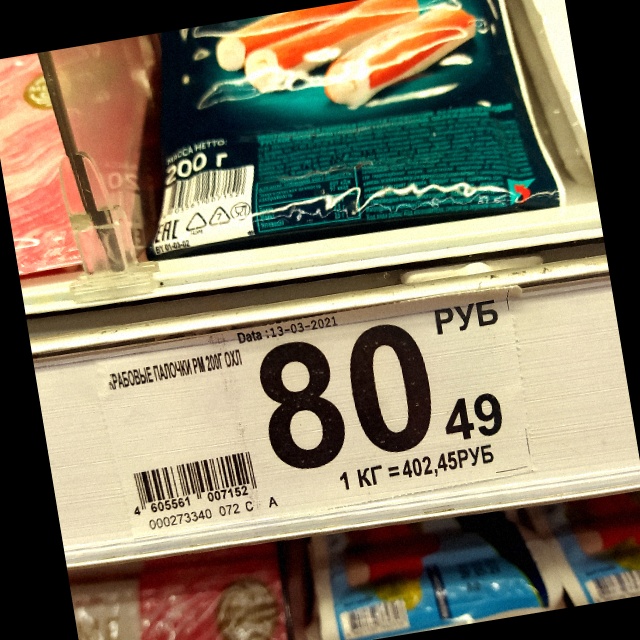 МАССА НЕТТО:
200 г
EAC
Data :13-03-2021
РУБ
КРАБОВЫЕ ПАЛОЧКИ РМ 200Г ОХЛ
80
49
1 КГ =402,45РУБ
4 605561 007152
000273340 072 С А